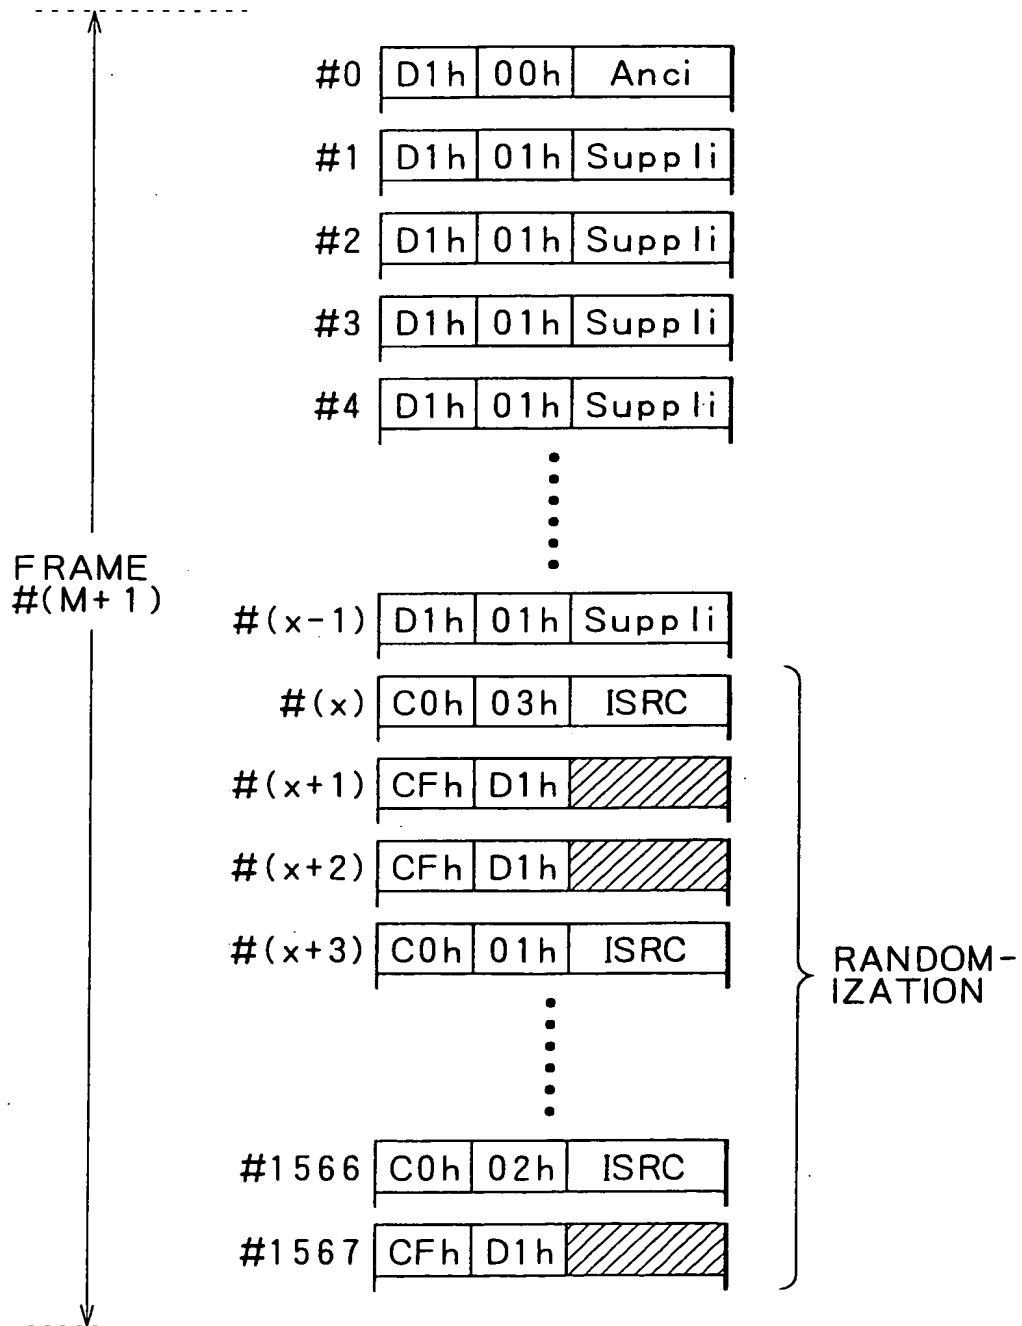 #0 D1h 00h Anci
#1 D1h 01h Suppli
#2 D1h 01h Suppli
#3 D1h 01h Suppli
#4 D1h 01h Suppli
FRAME
#(M+1)
#(x-1) D1h 01h Suppli
#(x) C0h 03h ISRC
#(x+1) CFh D1h
#(x+2) CFh D1h
#(x+3) C0h 01h ISRC
RANDOM-
IZATION
#1566 C0h 02h ISRC
#1567 CFh D1h